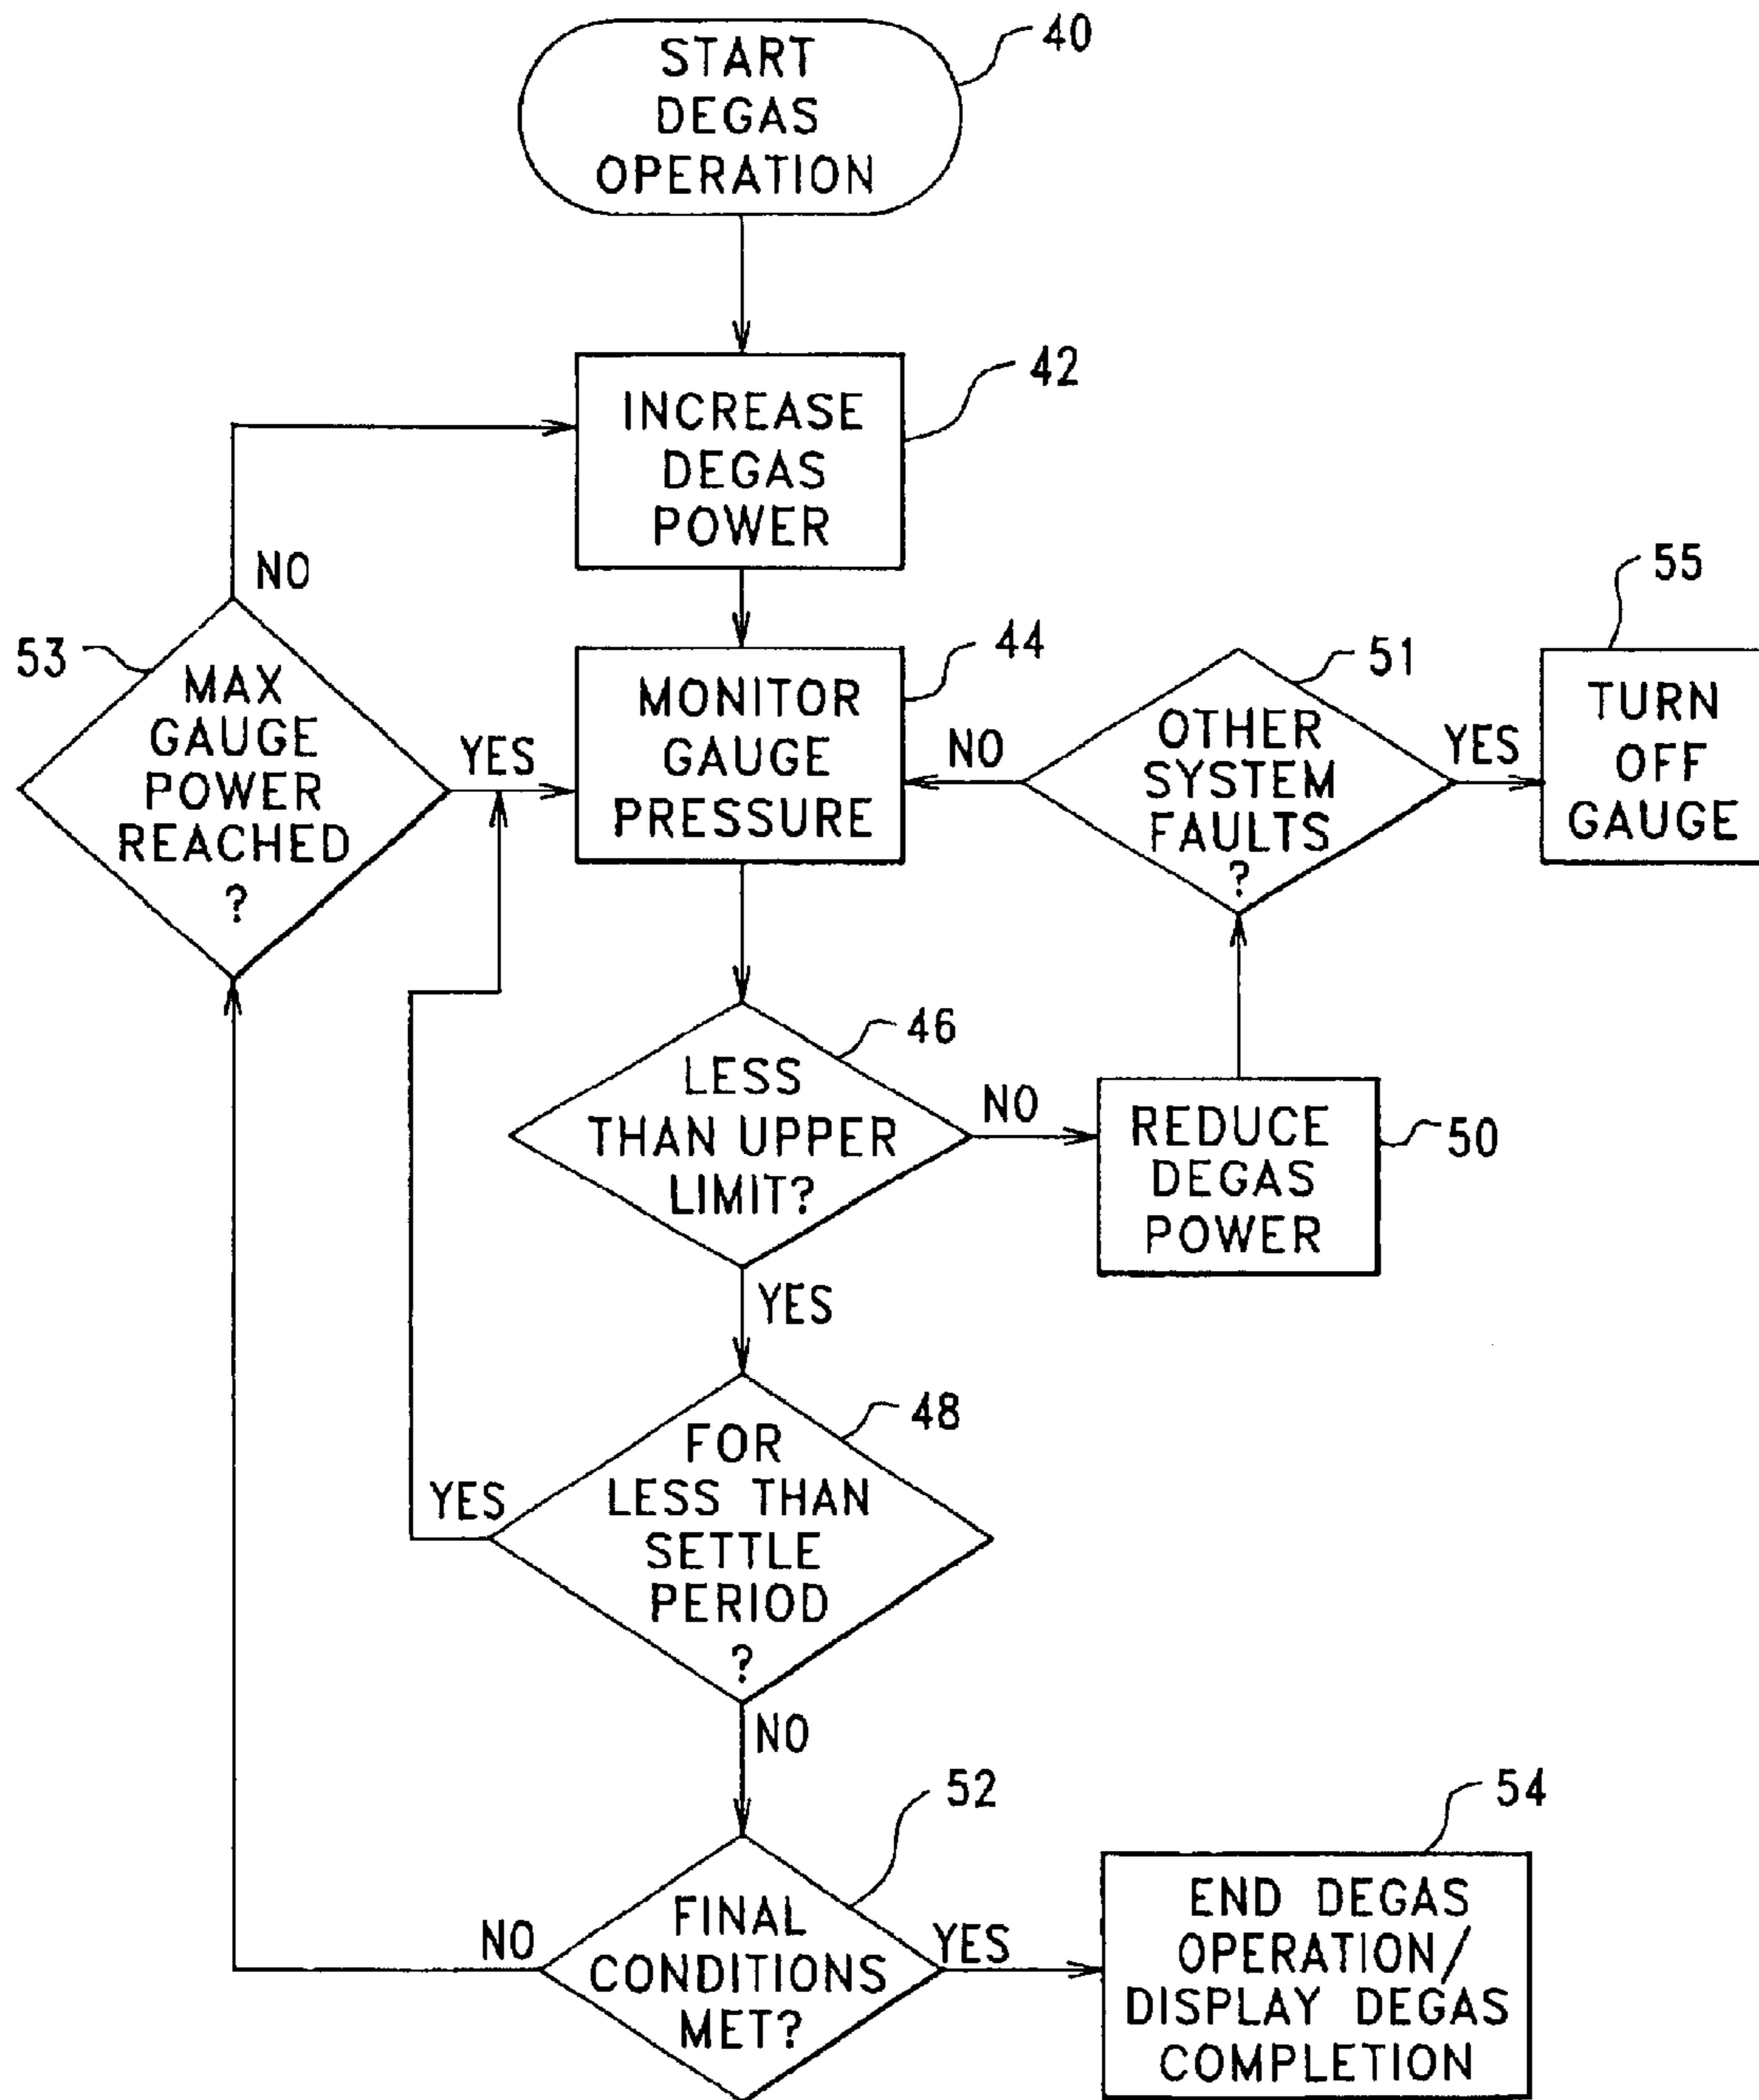 START
DEGAS
OPERATION
40
INCREASE
DEGAS
POWER
42
NO
53
MAX
GAUGE
POWER
REACHED
?
YES
MONITOR
GAUGE
PRESSURE
44
NO
OTHER
SYSTEM
FAULTS
?
51
YES
55
TURN
OFF
GAUGE
LESS
THAN UPPER
LIMIT?
46
NO
REDUCE
DEGAS
POWER
50
YES
FOR
LESS THAN
SETTLE
PERIOD
?
48
YES
NO
FINAL
CONDITIONS
MET?
52
NO
YES
54
END DEGAS
OPERATION/
DISPLAY DEGAS
COMPLETION